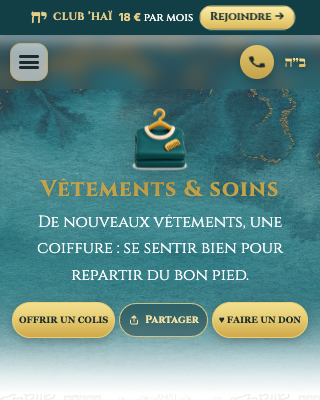 חי CLUB 'HAÏ 18 € PAR MOIS REJOINDRE →
ב״ה
VÊTEMENTS & SOINS
DE NOUVEAUX VÊTEMENTS, UNE
COIFFURE : SE SENTIR BIEN POUR
REPARTIR DU BON PIED.
OFFRIR UN COLIS PARTAGER ♥ FAIRE UN DON